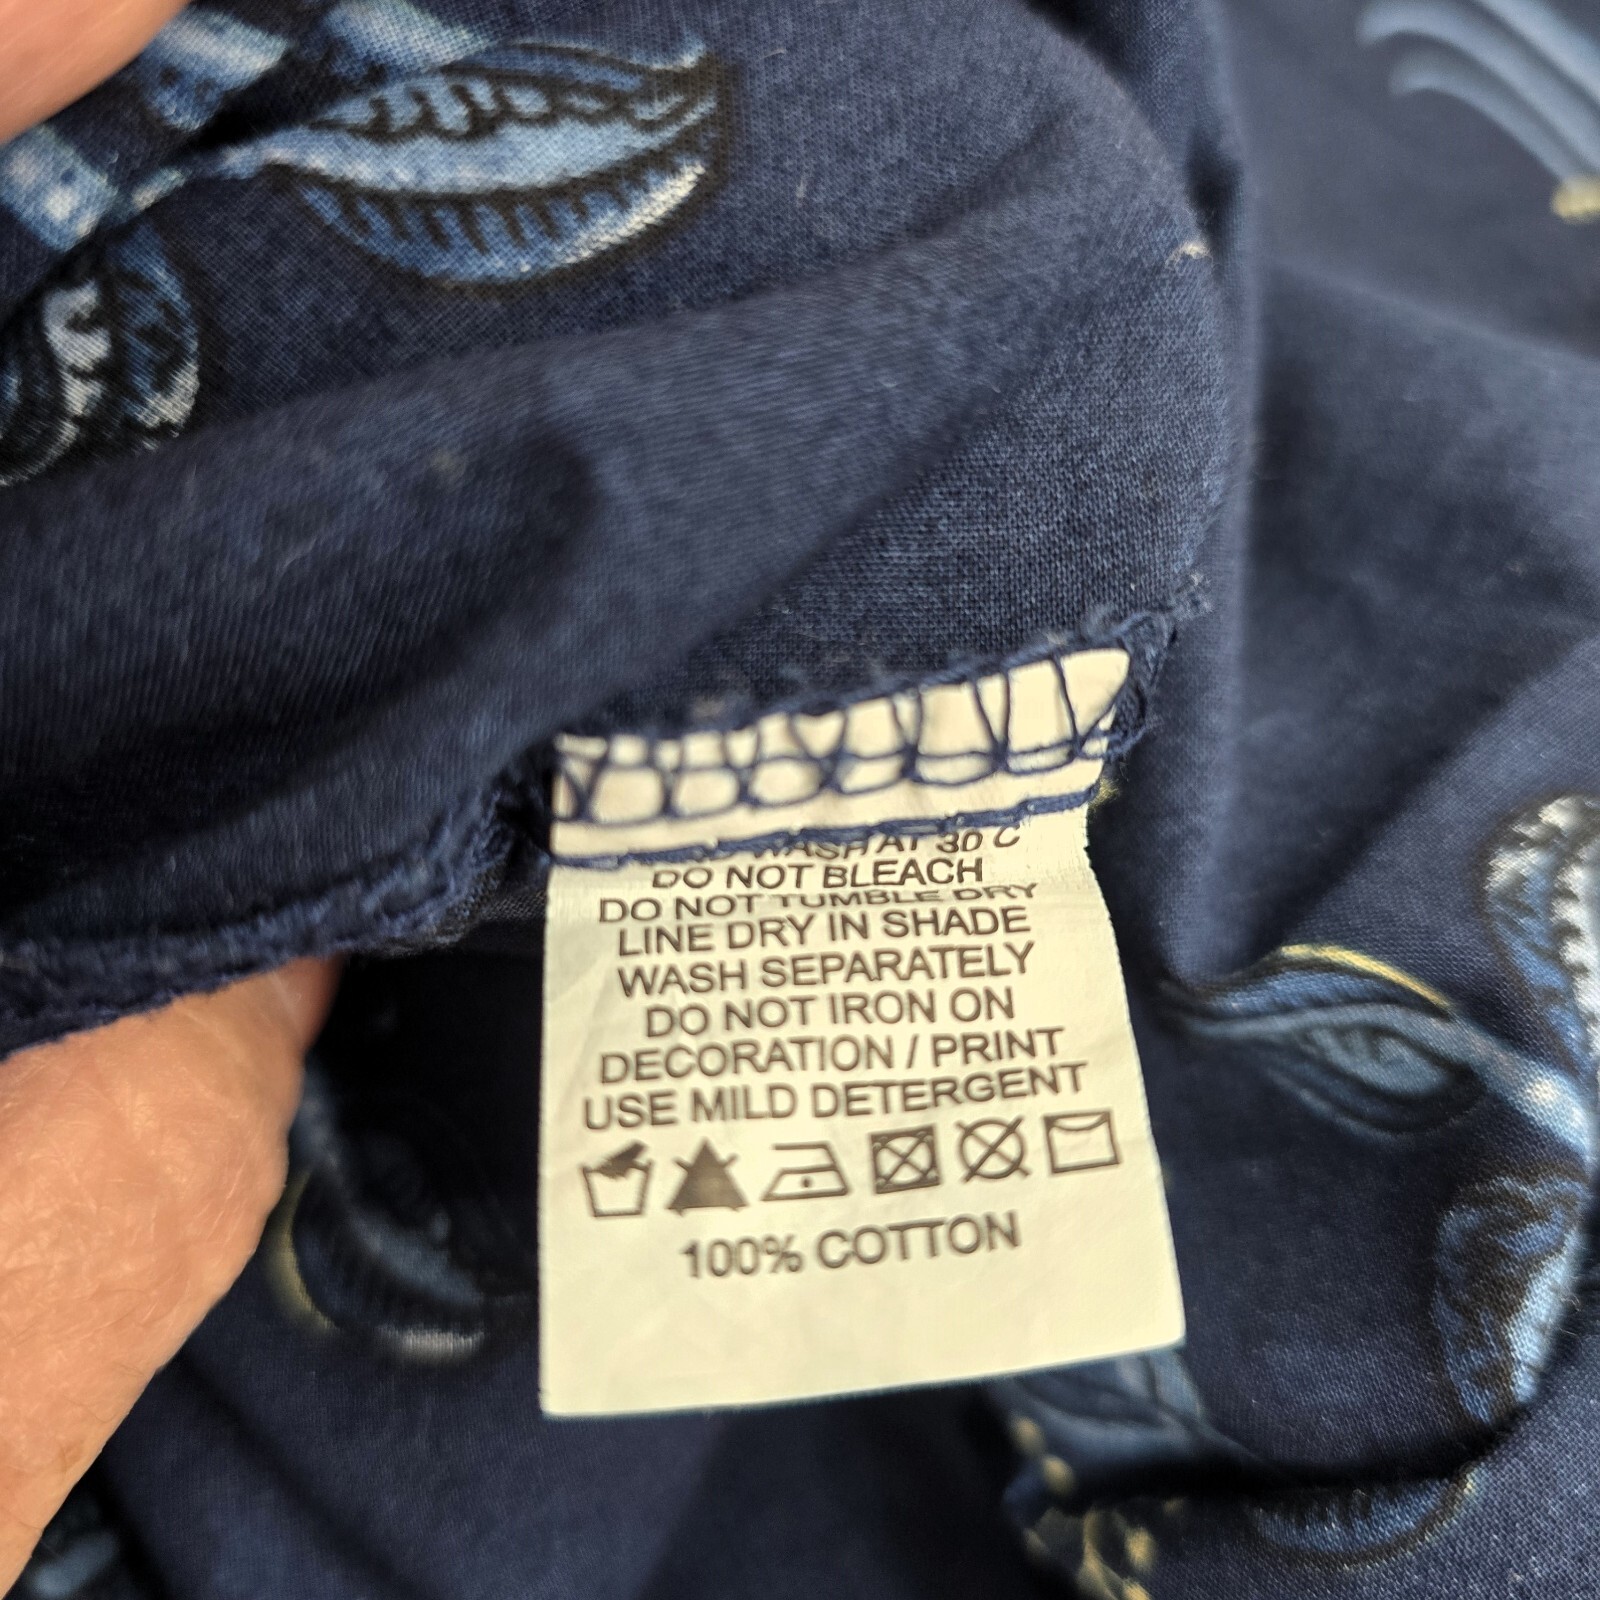 WASH AT 30 C
DO NOT BLEACH
DO NOT TUMBLE DRY
LINE DRY IN SHADE
WASH SEPARATELY
DO NOT IRON ON
DECORATION / PRINT
USE MILD DETERGENT
100% COTTON